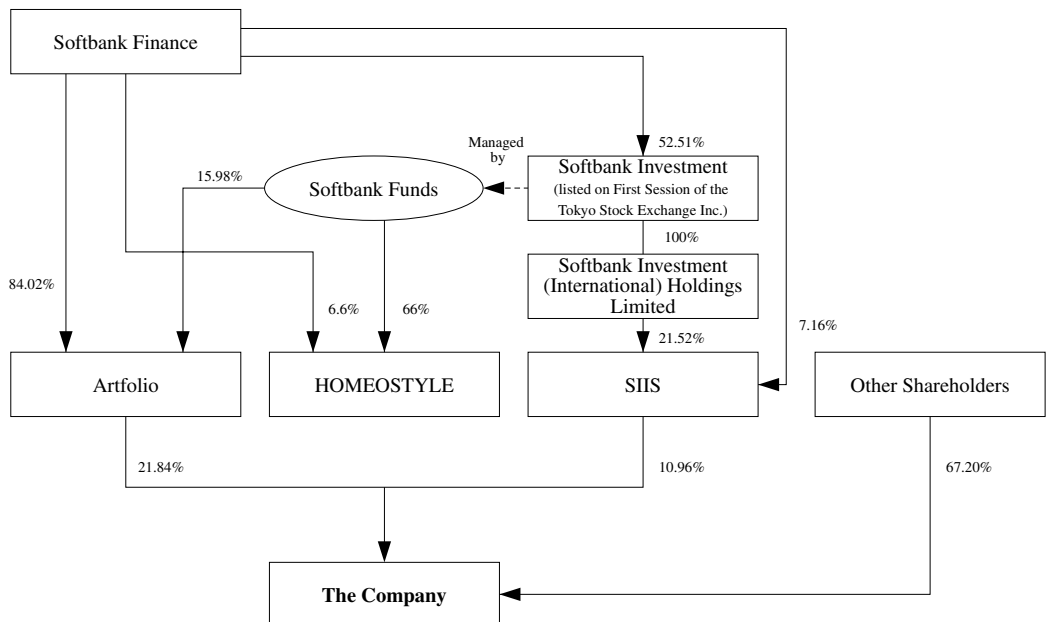 Softbank Finance
Managed
by
52.51%
Softbank Investment
(listed on First Session of the
Tokyo Stock Exchange Inc.)
15.98%
Softbank Funds
100%
Softbank Investment
(International) Holdings
Limited
84.02%
6.6%
66%
21.52%
7.16%
Artfolio
HOMEOSTYLE
SIIS
Other Shareholders
21.84%
10.96%
67.20%
The Company